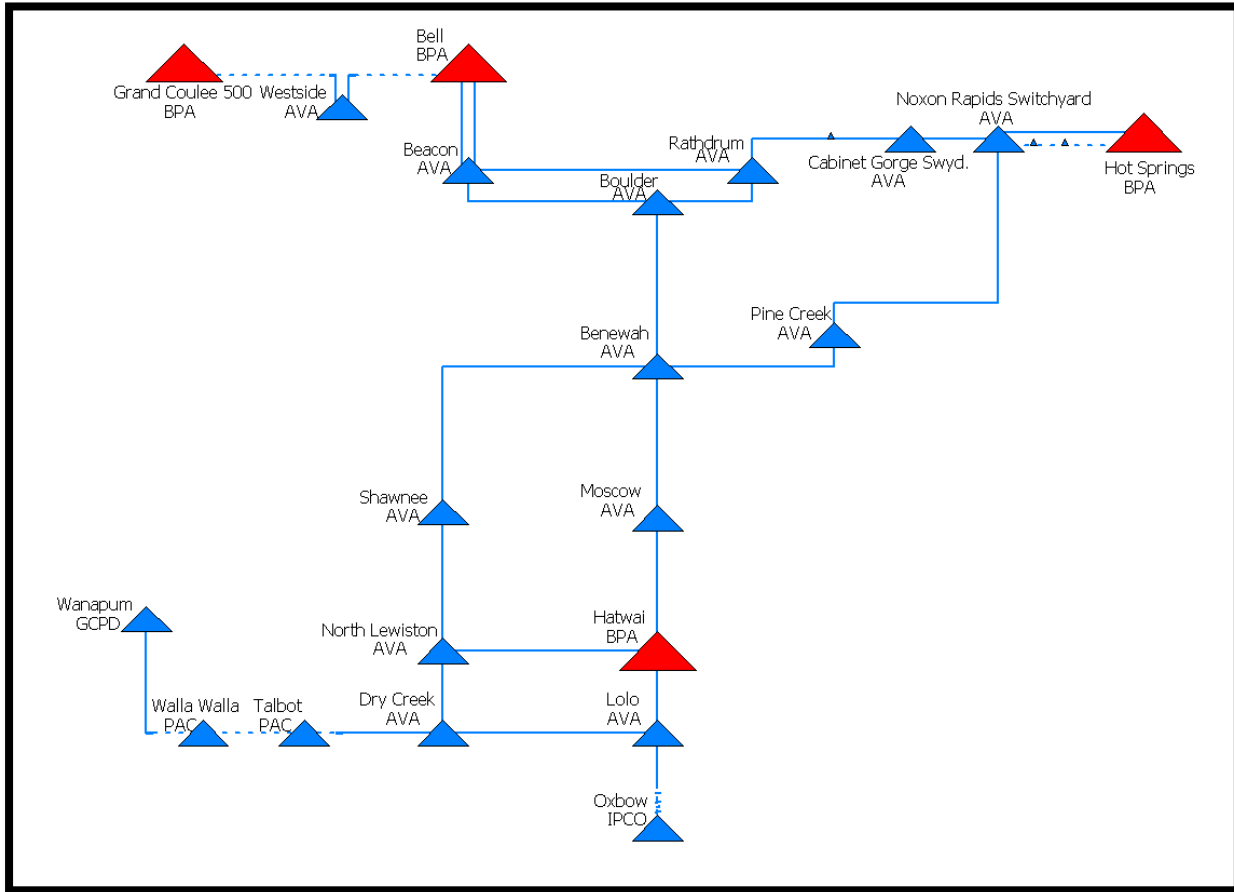 Bell
BPA
Grand Coulee 500
BPA
Westside
AVA
Noxon Rapids Switchyard
AVA
Beacon
AVA
Rathdrum
AVA
Cabinet Gorge Swyd.
AVA
Hot Springs
BPA
Boulder
AVA
Pine Creek
AVA
Benewah
AVA
Shawnee
AVA
Moscow
AVA
Wanapum
GCPD
North Lewiston
AVA
Hatwai
BPA
Walla Walla
PAC
Talbot
PAC
Dry Creek
AVA
Lolo
AVA
Oxbow
IPCO